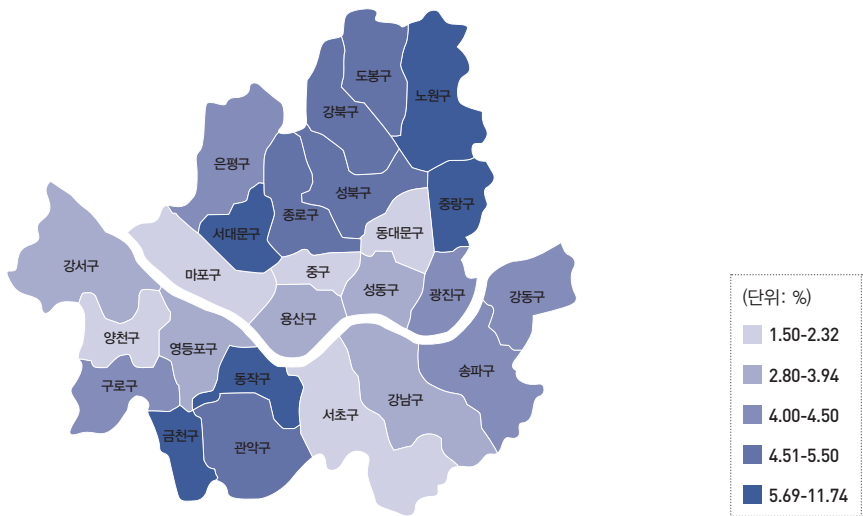 도봉구
노원구
강북구
은평구
성북구
중랑구
종로구
서대문구
동대문구
강서구
마포구
중구
성동구
광진구
강동구
용산구
양천구
영등포구
송파구
구로구
동작구
강남구
서초구
금천구
관악구
(단위: %)
1.50-2.32
2.80-3.94
4.00-4.50
4.51-5.50
5.69-11.74